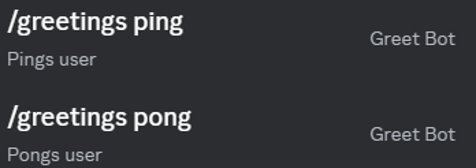 /greetings ping
Greet Bot
Pings user
/greetings pong
Greet Bot
Pongs user